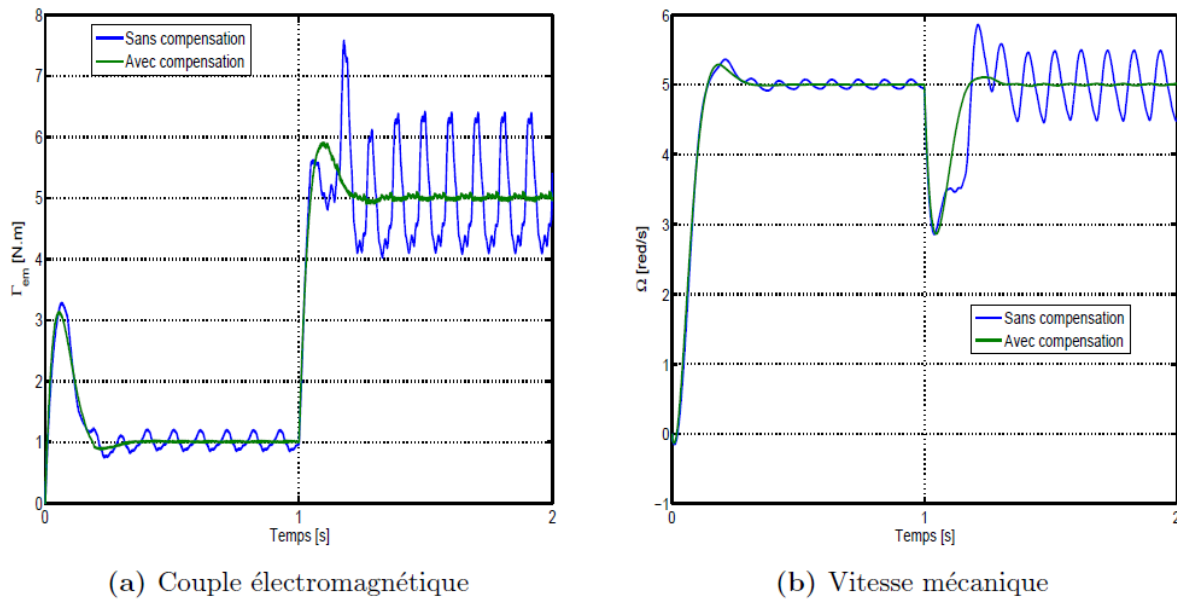 8
7
6
5
4
3
2
1
0
Γem [N.m]
Sans compensation
Avec compensation
0
1
2
Temps [s]
(a) Couple électromagnétique
6
5
4
3
2
1
0
−1
Ω [red/s]
Sans compensation
Avec compensation
0
1
2
Temps [s]
(b) Vitesse mécanique